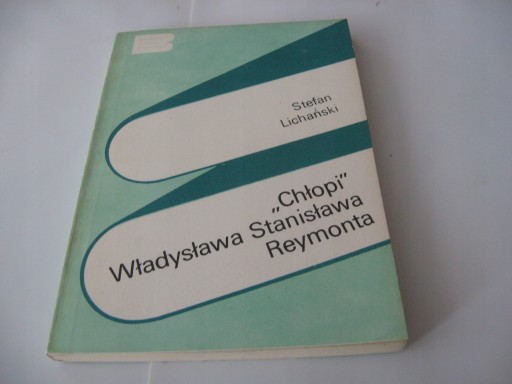 Stefan
Lichański
„Chłopi”
Władysława Stanisława
Reymonta